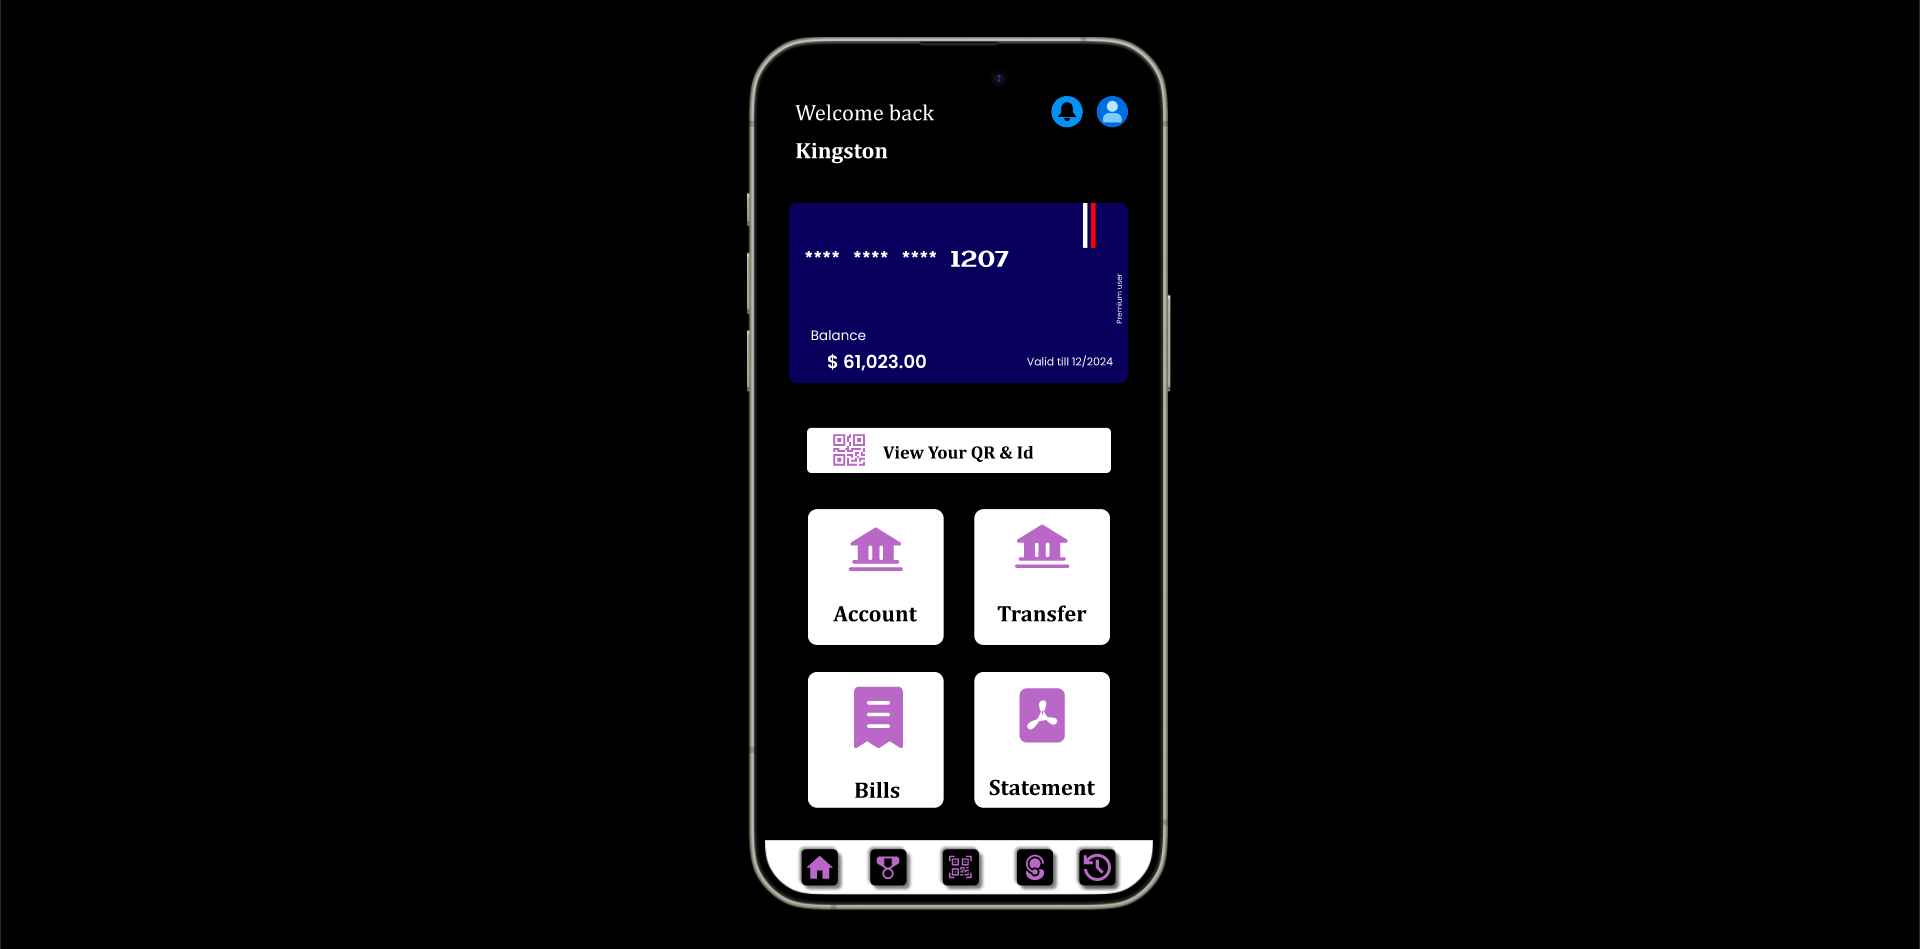 Welcome back
Kingston
**** **** **** 1207
Premium user
Balance
$ 61,023.00
Valid till 12/2024
View Your QR & Id
Account
Transfer
Bills
Statement